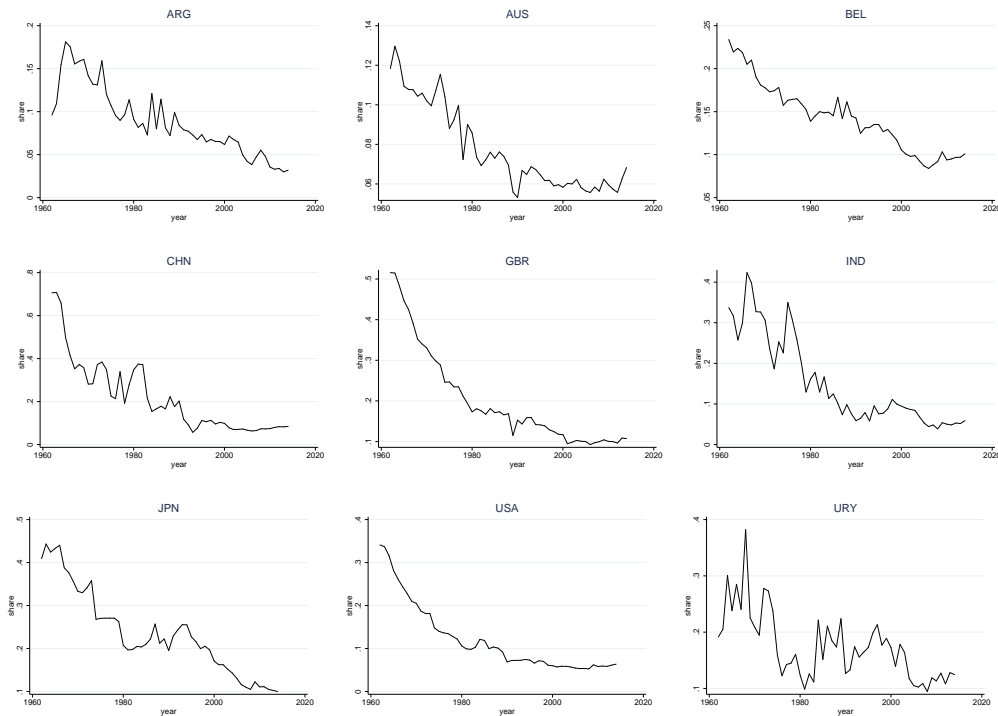 ARG
share
0 .05 .1 .15 .2
1960 1980 2000 2020
year
AUS
share
.06 .08 .1 .12 .14
1960 1980 2000 2020
year
BEL
share
.05 .1 .15 .2 .25
1960 1980 2000 2020
year
CHN
share
0 .2 .4 .6 .8
1960 1980 2000 2020
year
GBR
share
.1 .2 .3 .4 .5
1960 1980 2000 2020
year
IND
share
0 .1 .2 .3 .4
1960 1980 2000 2020
year
JPN
share
.1 .2 .3 .4 .5
1960 1980 2000 2020
year
USA
share
0 .1 .2 .3 .4
1960 1980 2000 2020
year
URY
share
.1 .2 .3 .4
1960 1980 2000 2020
year